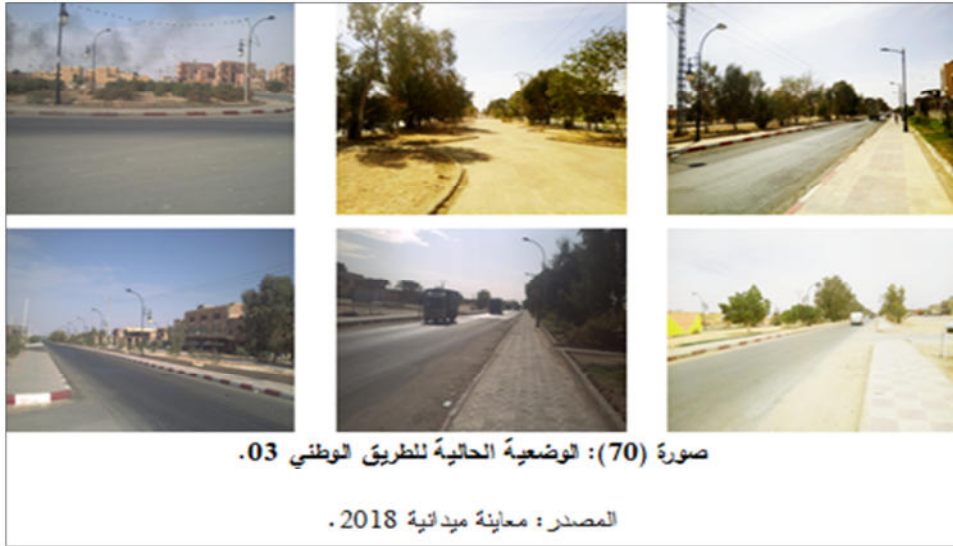 صورة (70): الوضعية الحالية للطريق الوطني 03.
المصدر: معاينة ميدانية 2018.